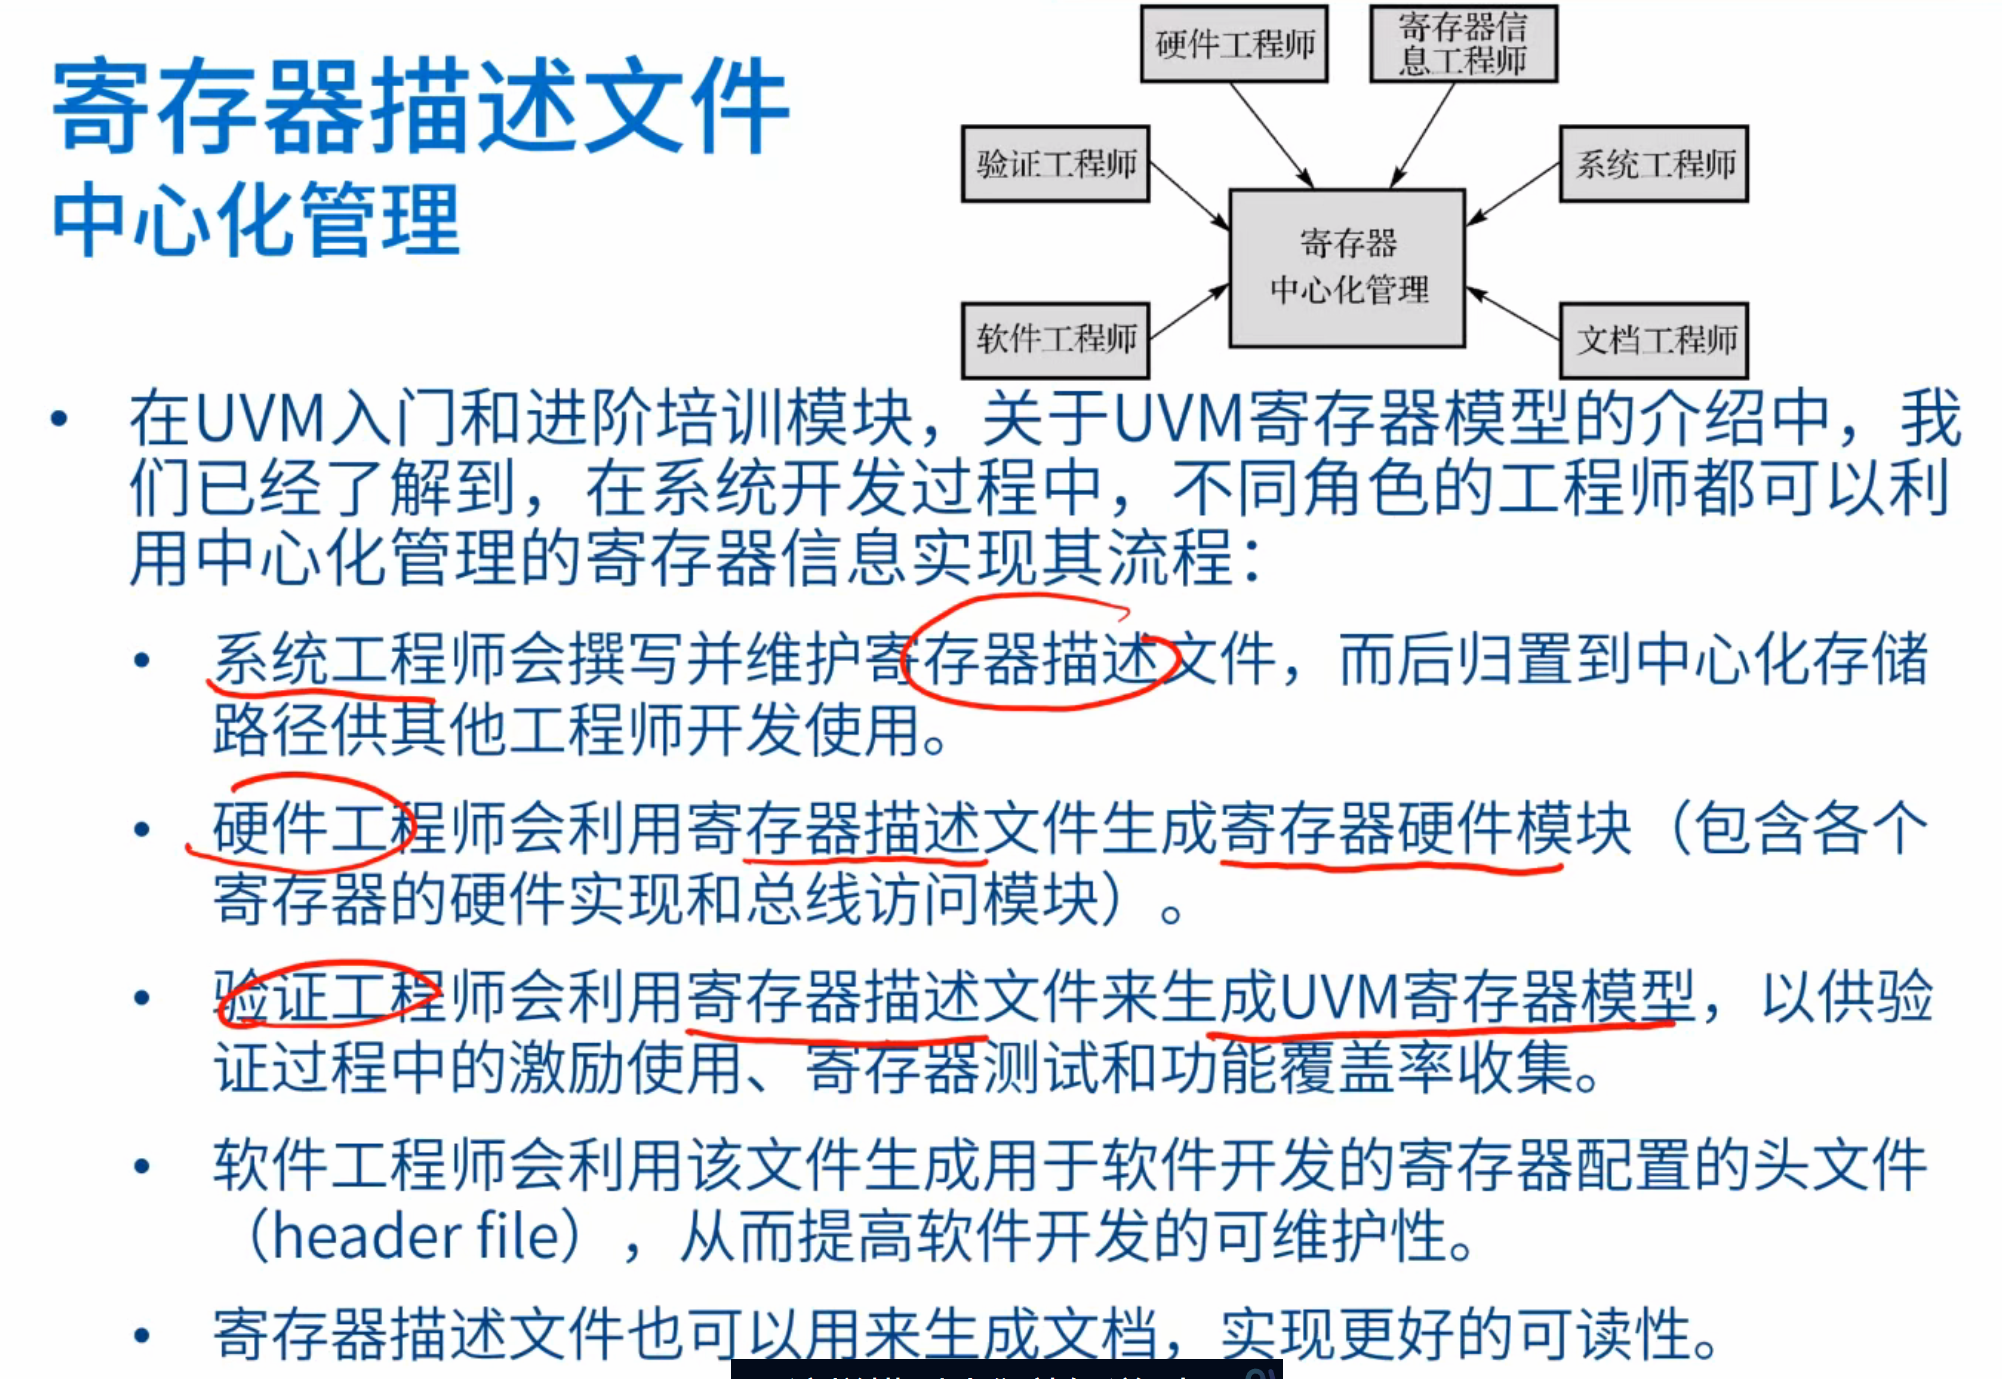 寄存器描述文件
中心化管理
硬件工程师
寄存器信
息工程师
验证工程师
系统工程师
寄存器
中心化管理
软件工程师
文档工程师
• 在UVM入门和进阶培训模块，关于UVM寄存器模型的介绍中，我
们已经了解到，在系统开发过程中，不同角色的工程师都可以利
用中心化管理的寄存器信息实现其流程：
• 系统工程师会撰写并维护寄存器描述文件，而后归置到中心化存储
路径供其他工程师开发使用。
• 硬件工程师会利用寄存器描述文件生成寄存器硬件模块（包含各个
寄存器的硬件实现和总线访问模块）。
• 验证工程师会利用寄存器描述文件来生成UVM寄存器模型，以供验
证过程中的激励使用、寄存器测试和功能覆盖率收集。
• 软件工程师会利用该文件生成用于软件开发的寄存器配置的头文件
（header file），从而提高软件开发的可维护性。
• 寄存器描述文件也可以用来生成文档，实现更好的可读性。